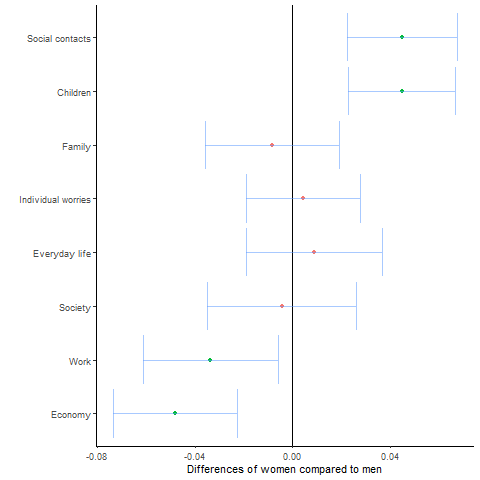 Social contacts
Children
Family
Individual worries
Everyday life
Society
Work
Economy
-0.08 -0.04 0.00 0.04
Differences of women compared to men